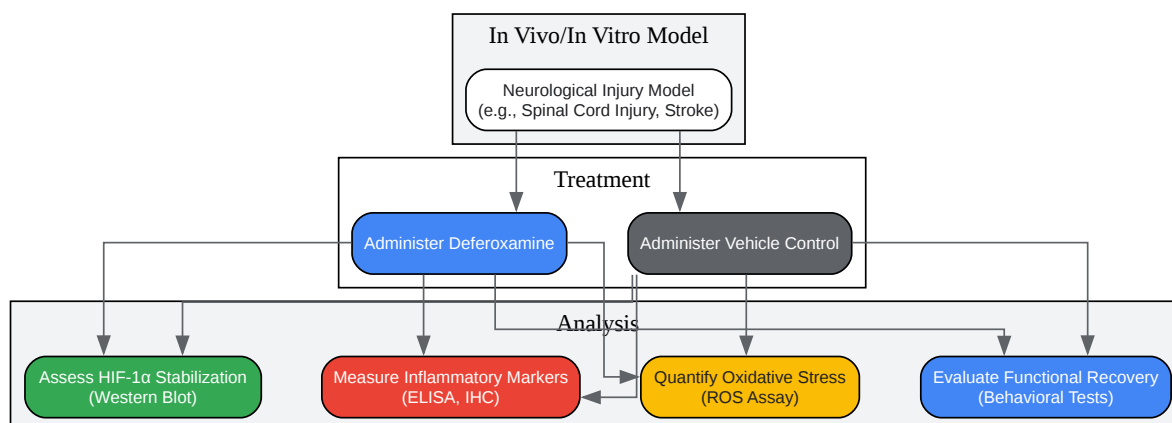 In Vivo/In Vitro Model
Neurological Injury Model
(e.g., Spinal Cord Injury, Stroke)
Treatment
Administer Deferoxamine
Administer Vehicle Control
Analysis
Assess HIF-1α Stabilization
(Western Blot)
Measure Inflammatory Markers
(ELISA, IHC)
Quantify Oxidative Stress
(ROS Assay)
Evaluate Functional Recovery
(Behavioral Tests)